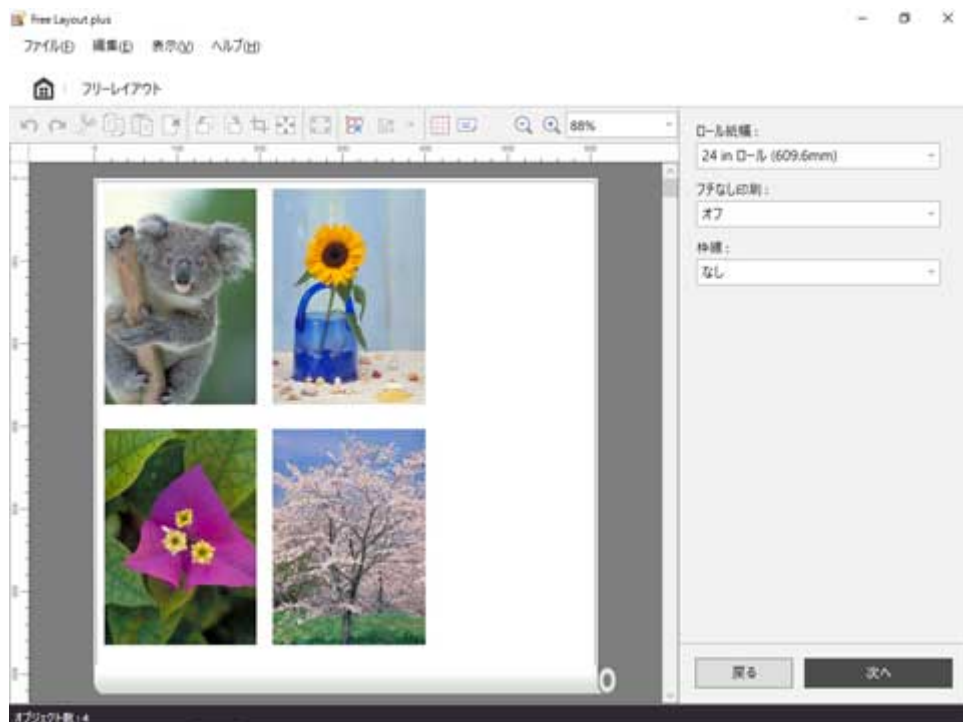 Free Layout plus
ファイル(F) 編集(E) 表示(V) ヘルプ(H)
フリーレイアウト
88%
ロール紙幅：
24 in ロール (609.6mm)
フチなし印刷：
オフ
枠線：
なし
戻る
次へ
オブジェクト数：4